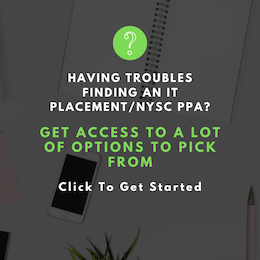 ?
HAVING TROUBLES
FINDING AN IT
PLACEMENT/NYSC PPA?
GET ACCESS TO A LOT
OF OPTIONS TO PICK
FROM
Click To Get Started